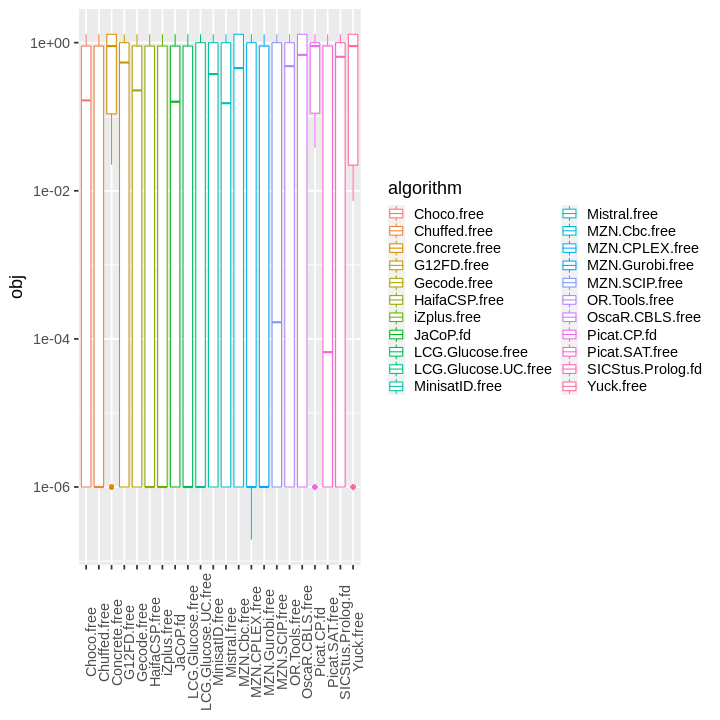 obj
1e+00
1e-02
1e-04
1e-06
Choco.free
Chuffed.free
Concrete.free
G12FD.free
Gecode.free
HaifaCSP.free
iZplus.free
JaCoP.fd
LCG.Glucose.free
LCG.Glucose.UC.free
MinisatID.free
Mistral.free
MZN.Cbc.free
MZN.CPLEX.free
MZN.Gurobi.free
MZN.SCIP.free
OR.Tools.free
OscaR.CBLS.free
Picat.CP.fd
Picat.SAT.free
SICStus.Prolog.fd
Yuck.free
algorithm
Choco.free
Chuffed.free
Concrete.free
G12FD.free
Gecode.free
HaifaCSP.free
iZplus.free
JaCoP.fd
LCG.Glucose.free
LCG.Glucose.UC.free
MinisatID.free
Mistral.free
MZN.Cbc.free
MZN.CPLEX.free
MZN.Gurobi.free
MZN.SCIP.free
OR.Tools.free
OscaR.CBLS.free
Picat.CP.fd
Picat.SAT.free
SICStus.Prolog.fd
Yuck.free